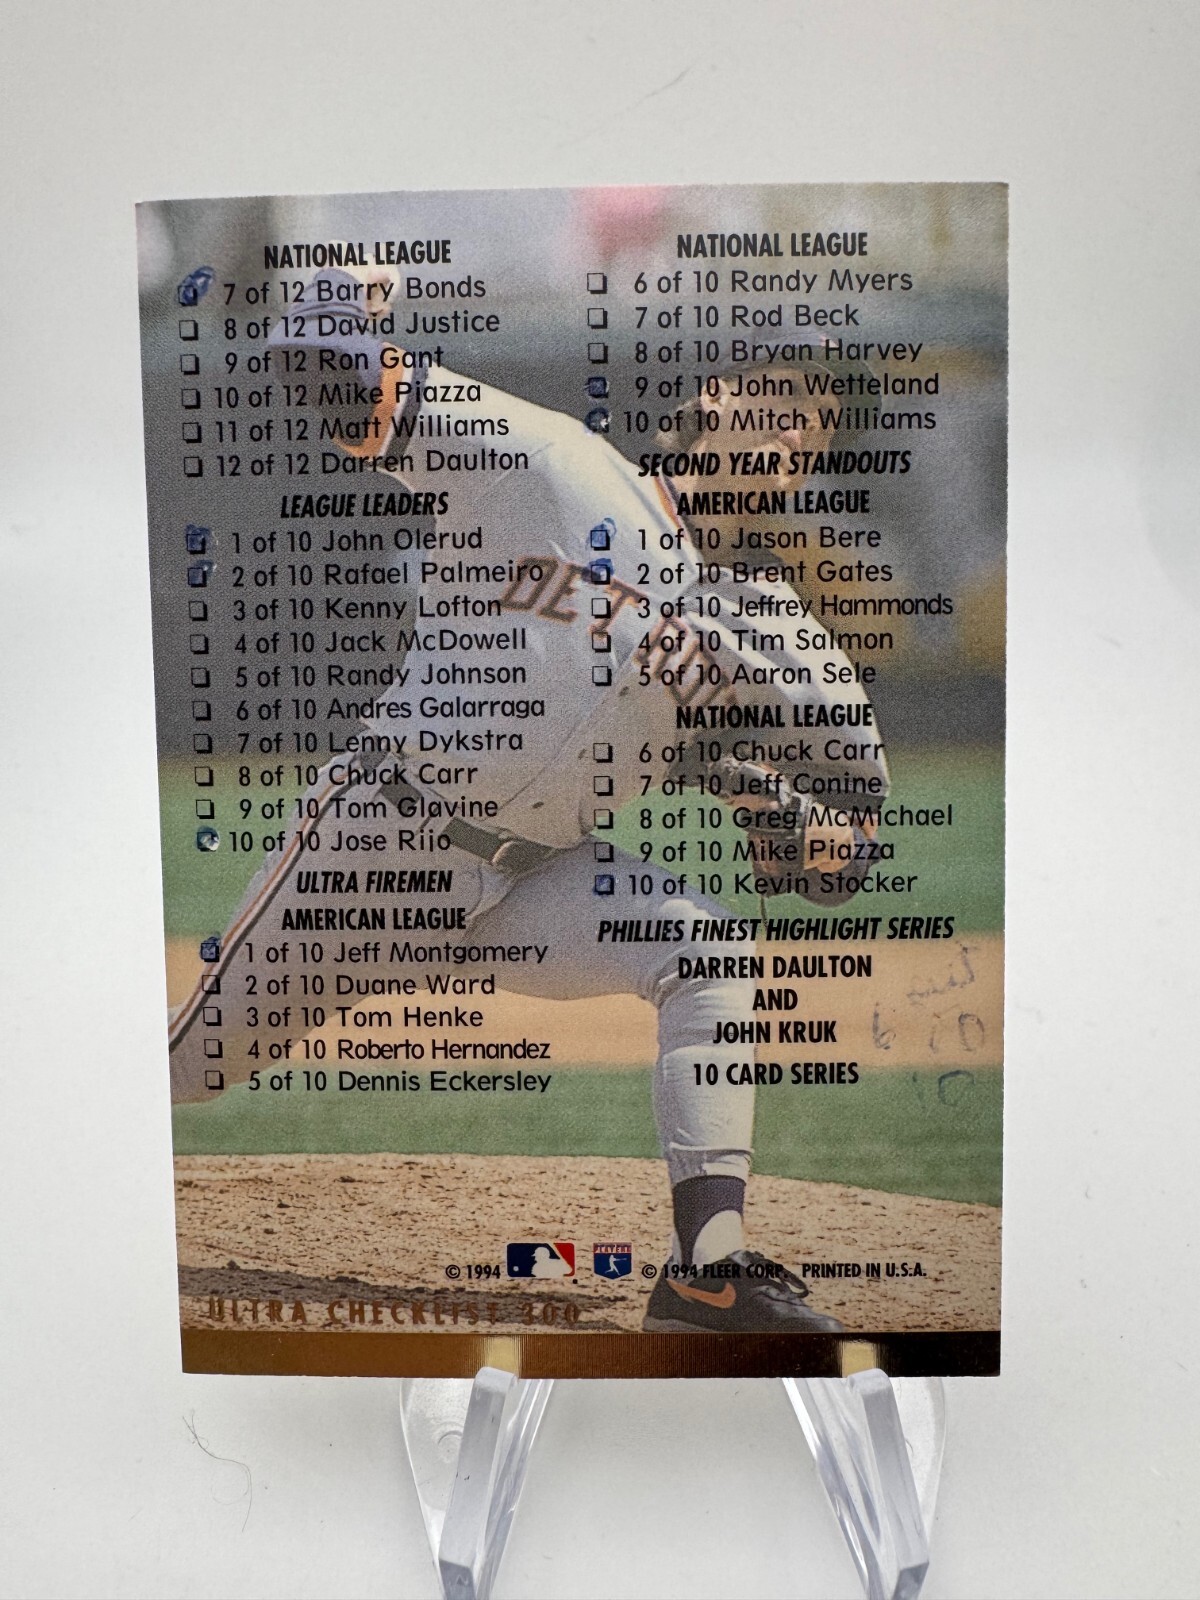 NATIONAL LEAGUE
7 of 12 Barry Bonds
8 of 12 David Justice
9 of 12 Ron Gant
10 of 12 Mike Piazza
11 of 12 Matt Williams
12 of 12 Darren Daulton
LEAGUE LEADERS
1 of 10 John Olerud
2 of 10 Rafael Palmeiro
3 of 10 Kenny Lofton
4 of 10 Jack McDowell
5 of 10 Randy Johnson
6 of 10 Andres Galarraga
7 of 10 Lenny Dykstra
8 of 10 Chuck Carr
9 of 10 Tom Glavine
10 of 10 Jose Rijo
ULTRA FIREMEN
AMERICAN LEAGUE
1 of 10 Jeff Montgomery
2 of 10 Duane Ward
3 of 10 Tom Henke
4 of 10 Roberto Hernandez
5 of 10 Dennis Eckersley
NATIONAL LEAGUE
6 of 10 Randy Myers
7 of 10 Rod Beck
8 of 10 Bryan Harvey
9 of 10 John Wetteland
10 of 10 Mitch Williams
SECOND YEAR STANDOUTS
AMERICAN LEAGUE
1 of 10 Jason Bere
2 of 10 Brent Gates
3 of 10 Jeffrey Hammonds
4 of 10 Tim Salmon
5 of 10 Aaron Sele
NATIONAL LEAGUE
6 of 10 Chuck Carr
7 of 10 Jeff Conine
8 of 10 Greg McMichael
9 of 10 Mike Piazza
10 of 10 Kevin Stocker
PHILLIES FINEST HIGHLIGHT SERIES
DARREN DAULTON
AND
JOHN KRUK
10 CARD SERIES
DETROI
PLAYERS
© 1994
© 1994 FLEER CORP. PRINTED IN U.S.A.
ULTRA CHECKLIST 300